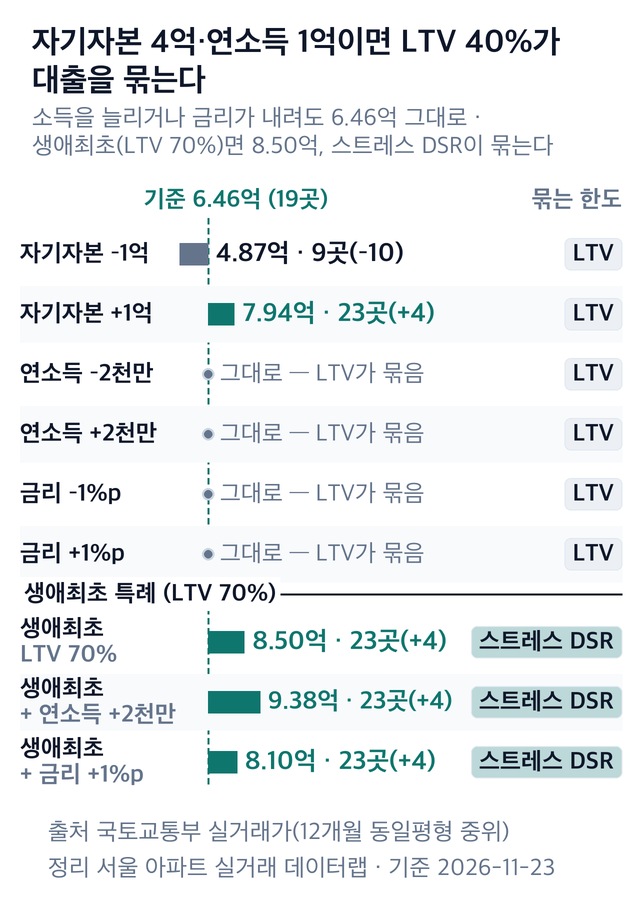 자기자본 4억·연소득 1억이면 LTV 40%가
대출을 묶는다
소득을 늘리거나 금리가 내려도 6.46억 그대로 ·
생애최초(LTV 70%)면 8.50억, 스트레스 DSR이 묶는다
기준 6.46억 (19곳) 묶는 한도
자기자본 -1억 4.87억 · 9곳(-10) LTV
자기자본 +1억 7.94억 · 23곳(+4) LTV
연소득 -2천만 그대로 — LTV가 묶음 LTV
연소득 +2천만 그대로 — LTV가 묶음 LTV
금리 -1%p 그대로 — LTV가 묶음 LTV
금리 +1%p 그대로 — LTV가 묶음 LTV
생애최초 특례 (LTV 70%)
생애최초
LTV 70% 8.50억 · 23곳(+4) 스트레스 DSR
생애최초
+ 연소득 +2천만 9.38억 · 23곳(+4) 스트레스 DSR
생애최초
+ 금리 +1%p 8.10억 · 23곳(+4) 스트레스 DSR
출처 국토교통부 실거래가(12개월 동일평형 중위)
정리 서울 아파트 실거래 데이터랩 · 기준 2026-11-23